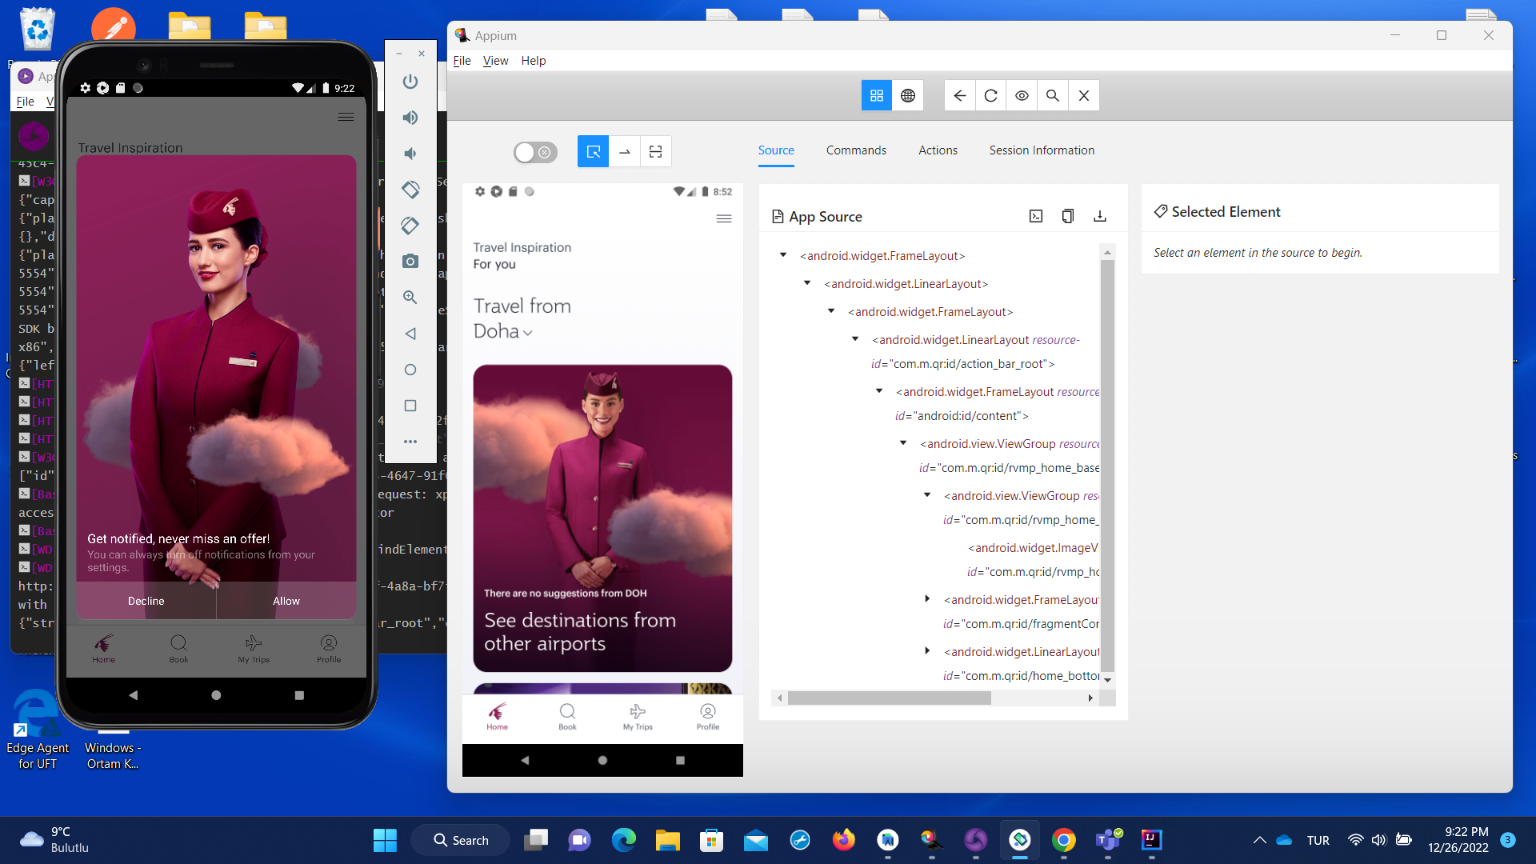 9:22
Travel Inspiration
Get notified, never miss an offer!
You can always turn off notifications from your
settings.
Decline
Allow
Home
Book
My Trips
Profile
File
45c4-
{"cap
{"pla
{},"d
{"pla
5554"
5554"
5554"
SDK b
x86",
{"lef
["id"
acces
http:
with
{"str
-4647-91f
equest: xp
tor
indElemen
-4a8a-bf7
ar_root","
Edge Agent
for UFT
Windows -
Ortam K...
Appium
File View Help
Source
Commands
Actions
Session Information
8:52
Travel Inspiration
For you
Travel from
Doha
There are no suggestions from DOH
See destinations from
other airports
Home
Book
My Trips
Profile
App Source
<android.widget.FrameLayout>
<android.widget.LinearLayout>
<android.widget.FrameLayout>
<android.widget.LinearLayout resource-
id="com.m.qr:id/action_bar_root">
<android.widget.FrameLayout resource
id="android:id/content">
<android.view.ViewGroup resourc
id="com.m.qr:id/rvmp_home_base
<android.view.ViewGroup res
id="com.m.qr:id/rvmp_home_
<android.widget.ImageV
id="com.m.qr:id/rvmp_h
<android.widget.FrameLayou
id="com.m.qr:id/fragmentCor
<android.widget.LinearLayout
id="com.m.qr:id/home_botto
Selected Element
Select an element in the source to begin.
9°C
Bulutlu
Search
TUR
9:22 PM
12/26/2022
3